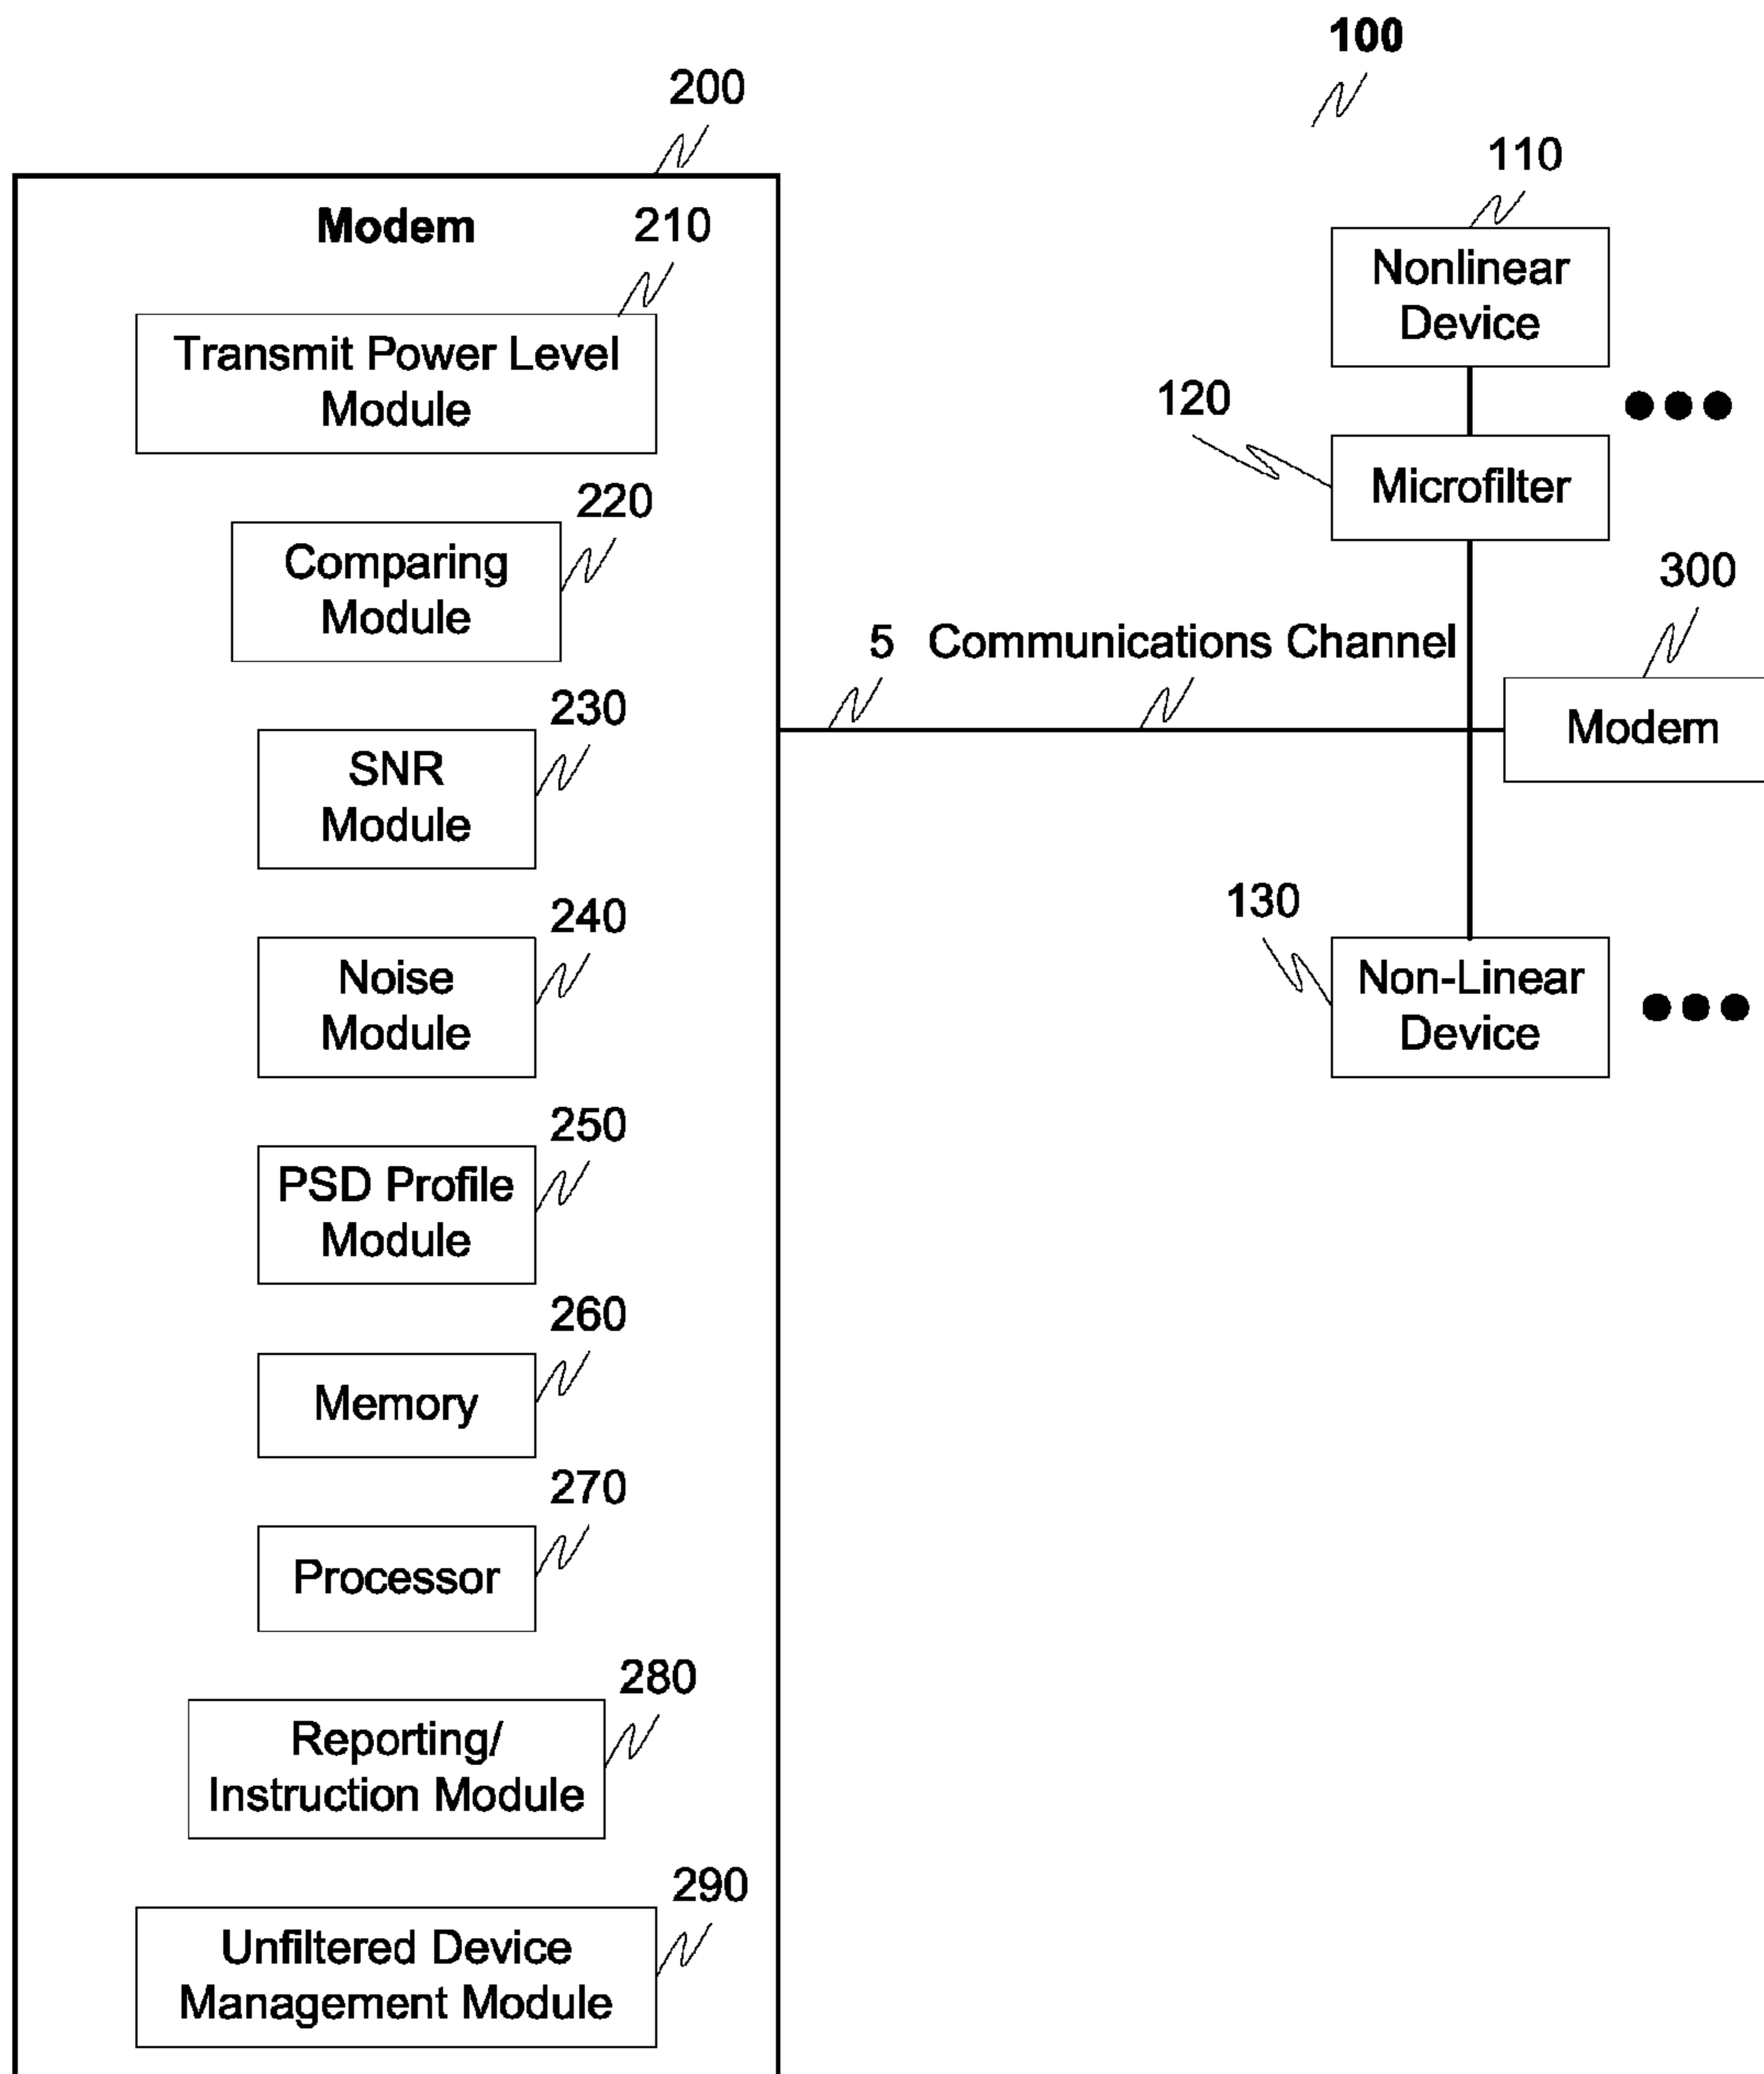 100
200
Modem
210
Transmit Power Level
Module
220
Comparing
Module
230
SNR
Module
240
Noise
Module
250
PSD Profile
Module
260
Memory
270
Processor
280
Reporting/
Instruction Module
290
Unfiltered Device
Management Module
5 Communications Channel
110
Nonlinear
Device
120
Microfilter
300
Modem
130
Non-Linear
Device